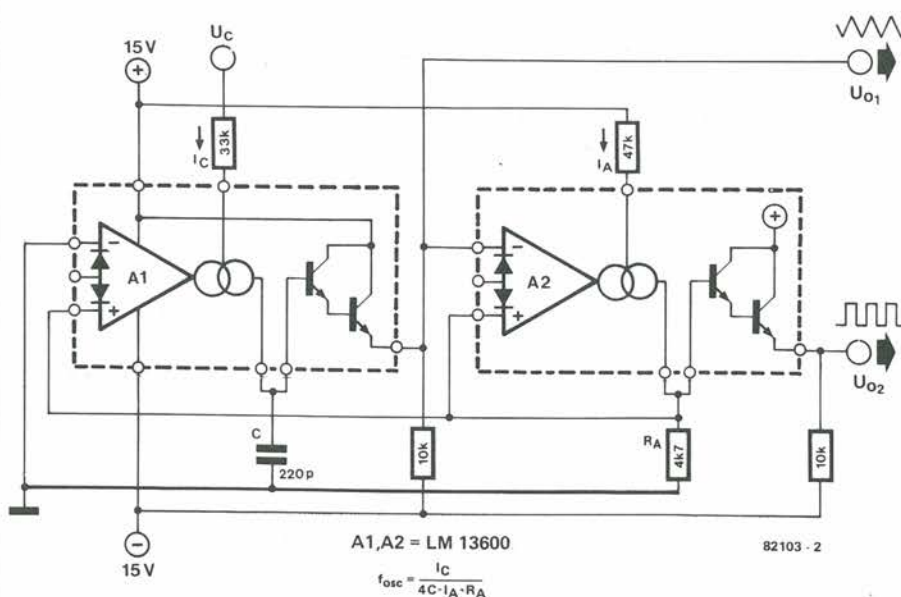 15 V
+
U_C
33k
I_C
A1
−
+
C
220 p
10k
47k
I_A
A2
−
+
+
R_A
4k7
10k
U_O1
U_O2
−
15 V
A1,A2 = LM 13600
f_osc = I_C / 4C·I_A·R_A
82103 - 2